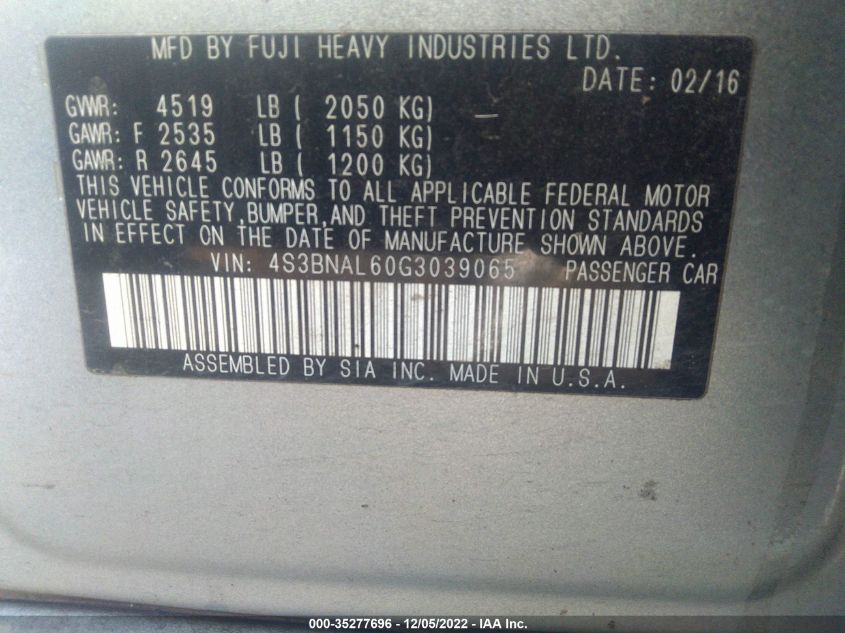 MFD BY FUJI HEAVY INDUSTRIES LTD.
DATE: 02/16
GVWR: 4519 LB ( 2050 KG)
GAWR: F 2535 LB ( 1150 KG)
GAWR: R 2645 LB ( 1200 KG)
THIS VEHICLE CONFORMS TO ALL APPLICABLE FEDERAL MOTOR
VEHICLE SAFETY,BUMPER,AND THEFT PREVENTION STANDARDS
IN EFFECT ON THE DATE OF MANUFACTURE SHOWN ABOVE.
VIN: 4S3BNAL60G3039065 PASSENGER CAR
ASSEMBLED BY SIA INC. MADE IN U.S.A.
000-35277696 - 12/05/2022 - IAA Inc.